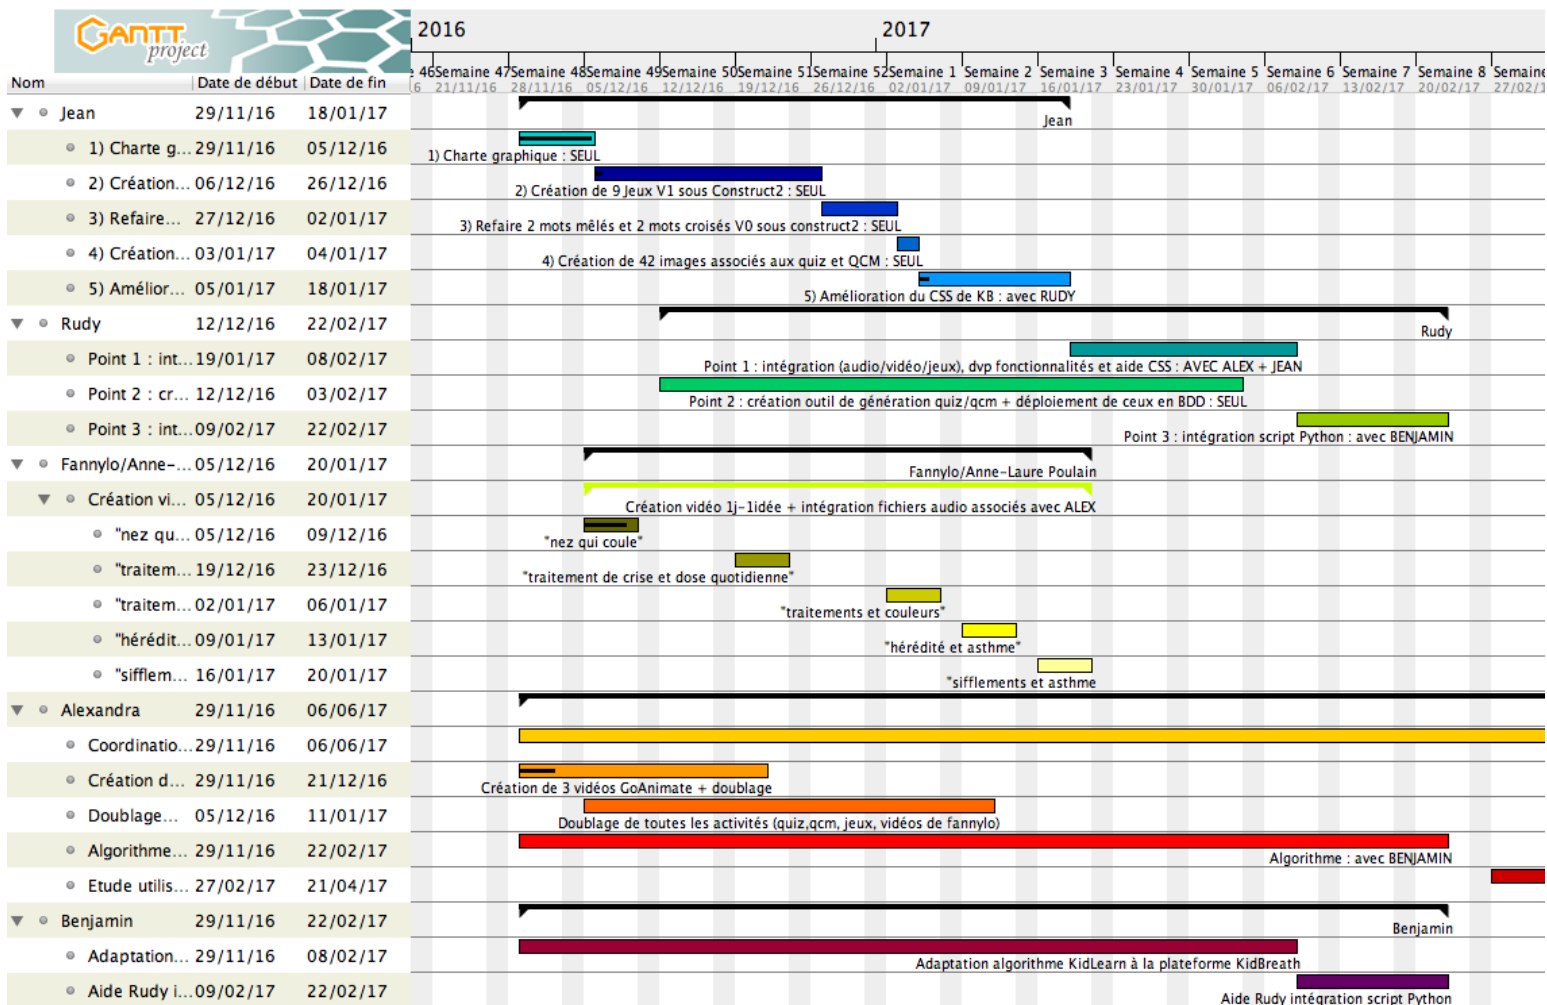 GANTT project
2016 2017
Nom Date de début Date de fin
e 46 Semaine 47 Semaine 48 Semaine 49 Semaine 50 Semaine 51 Semaine 52 Semaine 1 Semaine 2 Semaine 3 Semaine 4 Semaine 5 Semaine 6 Semaine 7 Semaine 8 Semaine
6 21/11/16 28/11/16 05/12/16 12/12/16 19/12/16 26/12/16 02/01/17 09/01/17 16/01/17 23/01/17 30/01/17 06/02/17 13/02/17 20/02/17 27/02/1
Jean 29/11/16 18/01/17
Jean
1) Charte g... 29/11/16 05/12/16
1) Charte graphique : SEUL
2) Création... 06/12/16 26/12/16
2) Création de 9 Jeux V1 sous Construct2 : SEUL
3) Refaire... 27/12/16 02/01/17
3) Refaire 2 mots mêlés et 2 mots croisés V0 sous construct2 : SEUL
4) Création... 03/01/17 04/01/17
4) Création de 42 images associés aux quiz et QCM : SEUL
5) Amélior... 05/01/17 18/01/17
5) Amélioration du CSS de KB : avec RUDY
Rudy 12/12/16 22/02/17
Rudy
Point 1 : int... 19/01/17 08/02/17
Point 1 : intégration (audio/vidéo/jeux), dvp fonctionnalités et aide CSS : AVEC ALEX + JEAN
Point 2 : cr... 12/12/16 03/02/17
Point 2 : création outil de génération quiz/qcm + déploiement de ceux en BDD : SEUL
Point 3 : int... 09/02/17 22/02/17
Point 3 : intégration script Python : avec BENJAMIN
Fannylo/Anne-... 05/12/16 20/01/17
Fannylo/Anne-Laure Poulain
Création vi... 05/12/16 20/01/17
Création vidéo 1j-1idée + intégration fichiers audio associés avec ALEX
"nez qu... 05/12/16 09/12/16
"nez qui coule"
"traitem... 19/12/16 23/12/16
"traitement de crise et dose quotidienne"
"traitem... 02/01/17 06/01/17
"traitements et couleurs"
"hérédit... 09/01/17 13/01/17
"hérédité et asthme"
"sifflem... 16/01/17 20/01/17
"sifflements et asthme
Alexandra 29/11/16 06/06/17
Coordinatio... 29/11/16 06/06/17
Création d... 29/11/16 21/12/16
Création de 3 vidéos GoAnimate + doublage
Doublage... 05/12/16 11/01/17
Doublage de toutes les activités (quiz,qcm, jeux, vidéos de fannylo)
Algorithme... 29/11/16 22/02/17
Algorithme : avec BENJAMIN
Etude utilis... 27/02/17 21/04/17
Benjamin 29/11/16 22/02/17
Benjamin
Adaptation... 29/11/16 08/02/17
Adaptation algorithme KidLearn à la plateforme KidBreath
Aide Rudy i... 09/02/17 22/02/17
Aide Rudy intégration script Python